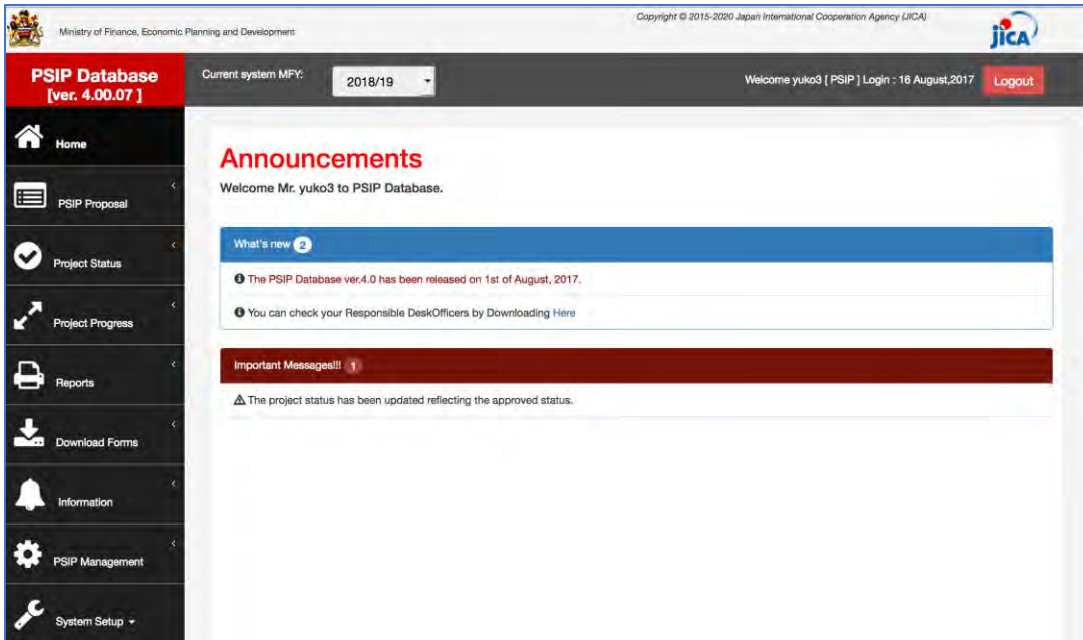 Ministry of Finance, Economic Planning and Development
Copyright © 2015-2020 Japan International Cooperation Agency (JICA)
jICA
PSIP Database
[ver. 4.00.07 ]
Current system MFY:
2018/19
Welcome yuko3 [ PSIP ] Login : 16 August,2017
Logout
Home
PSIP Proposal
Project Status
Project Progress
Reports
Download Forms
Information
PSIP Management
System Setup
Announcements
Welcome Mr. yuko3 to PSIP Database.
What's new 2
The PSIP Database ver.4.0 has been released on 1st of August, 2017.
You can check your Responsible DeskOfficers by Downloading Here
Important Messages!!! 1
The project status has been updated reflecting the approved status.